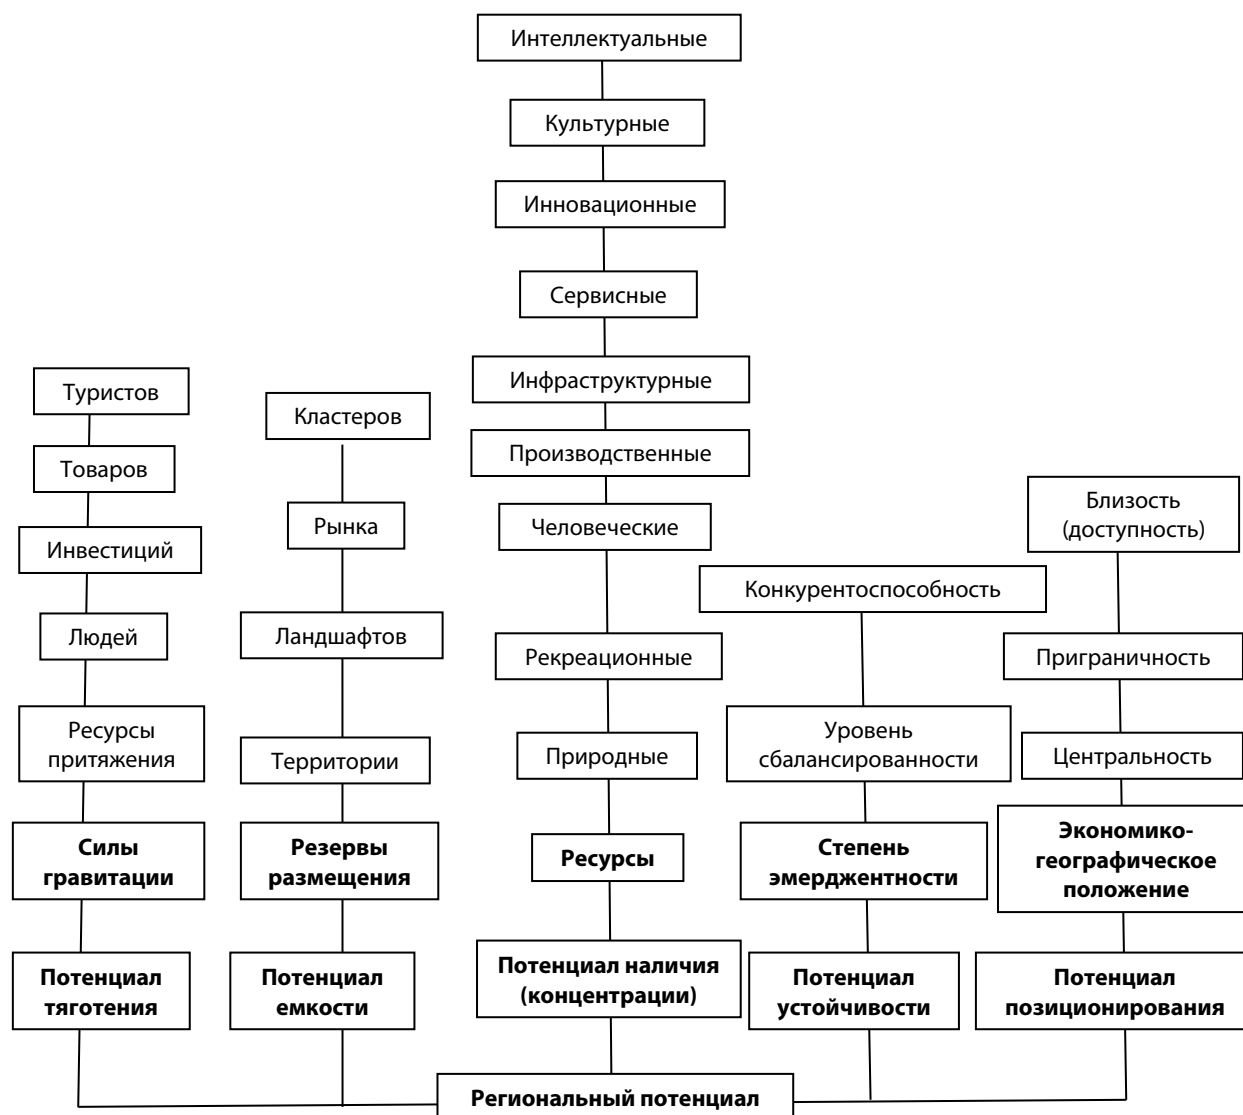 Интеллектуальные
Культурные
Инновационные
Сервисные
Инфраструктурные
Туристов
Кластеров
Производственные
Товаров
Рынка
Человеческие
Близость
(доступность)
Инвестиций
Конкурентоспособность
Людей
Ландшафтов
Рекреационные
Приграничность
Ресурсы
притяжения
Территории
Природные
Уровень
сбалансированности
Центральность
Силы
гравитации
Резервы
размещения
Ресурсы
Степень
эмерджентности
Экономико-
географическое
положение
Потенциал
тяготения
Потенциал
емкости
Потенциал наличия
(концентрации)
Потенциал
устойчивости
Потенциал
позиционирования
Региональный потенциал